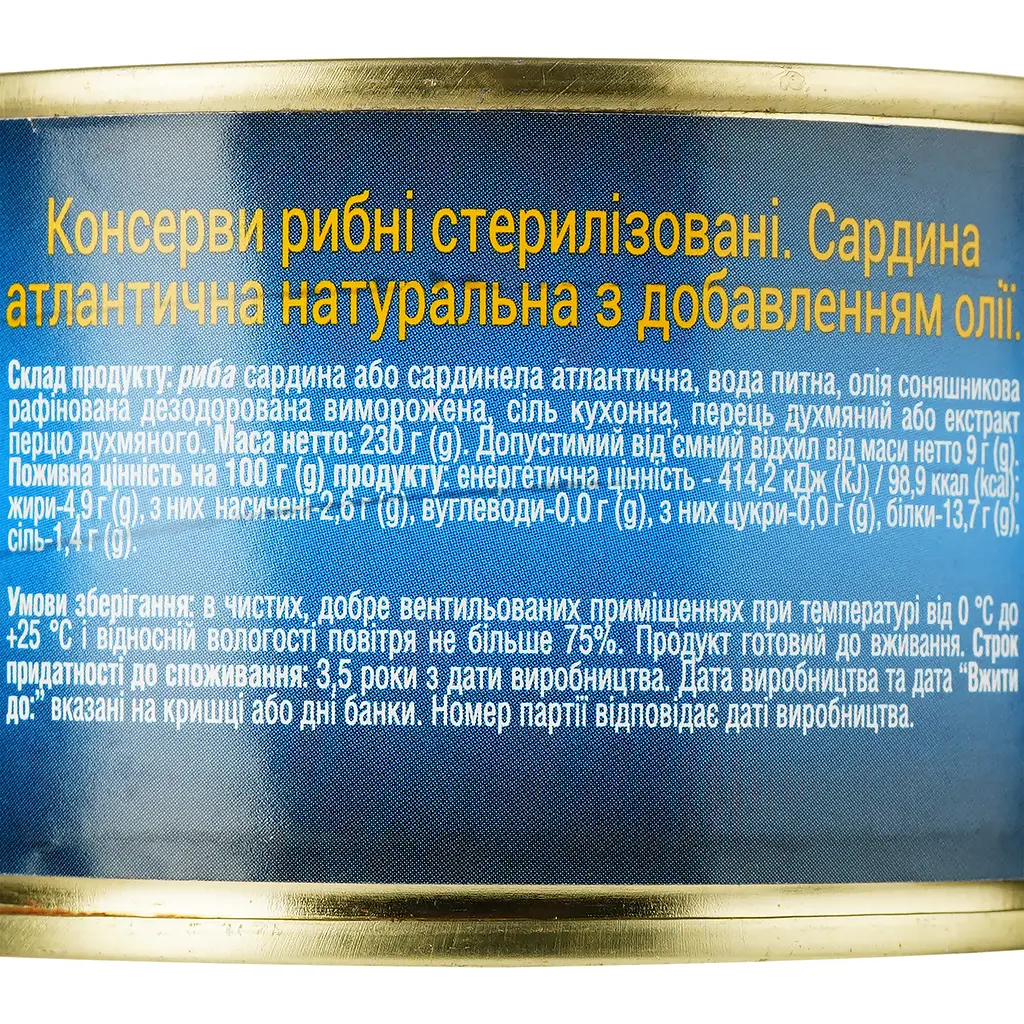 Консерви рибні стерилізовані. Сардина
атлантична натуральна з добавленням олії.
Склад продукту: риба сардина або сардинела атлантична, вода питна, олія соняшникова
рафінована дезодорована виморожена, сіль кухонна, перець духмяний або екстракт
перцю духмяного. Маса нетто: 230 г (g). Допустимий від'ємний відхил від маси нетто 9 г (g).
Поживна цінність на 100 г (g) продукту: енергетична цінність - 414,2 кДж (kJ) / 98,9 ккал (kcal);
жири-4,9 г (g), з них насичені-2,6 г (g), вуглеводи-0,0 г (g), з них цукри-0,0 г (g), білки-13,7 г (g),
сіль-1,4 г (g).
Умови зберігання: в чистих, добре вентильованих приміщеннях при температурі від 0 °С до
+25 °С і відносній вологості повітря не більше 75%. Продукт готовий до вживання. Строк
придатності до споживання: 3,5 роки з дати виробництва. Дата виробництва та дата “Вжити
до:” вказані на кришці або дні банки. Номер партії відповідає даті виробництва.